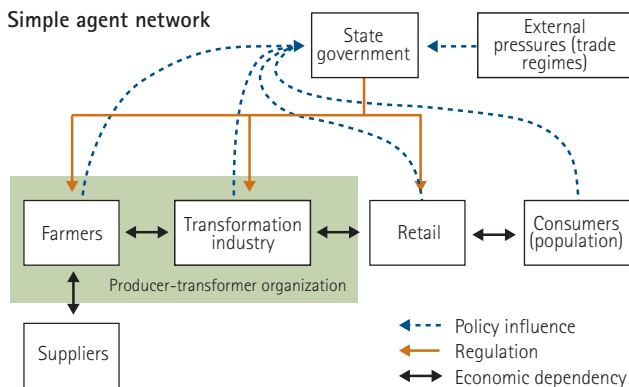 Simple agent network
State
government
External
pressures (trade
regimes)
Farmers
Transformation
industry
Retail
Consumers
(population)
Producer-transformer organization
Suppliers
Policy influence
Regulation
Economic dependency